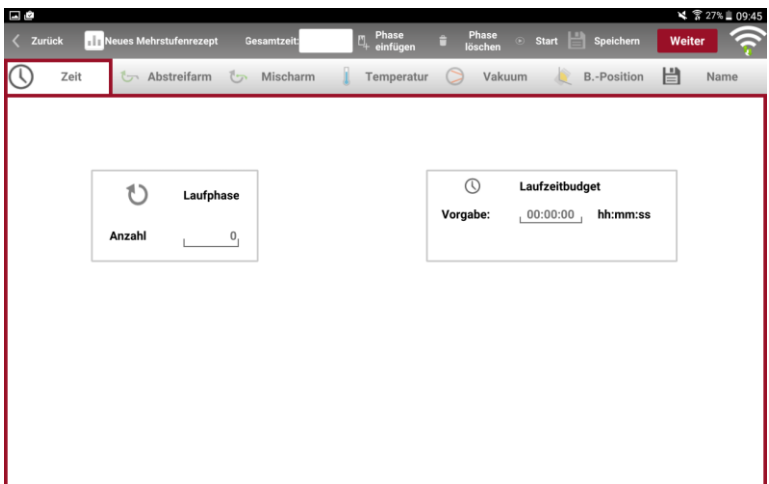 27% 09:45
Zurück Neues Mehrstufenrezept Gesamtzeit: Phase einfügen Phase löschen Start Speichern Weiter
Zeit Abstreifarm Mischarm Temperatur Vakuum B.-Position Name
Laufphase
Anzahl 0
Laufzeitbudget
Vorgabe: 00:00:00 hh:mm:ss